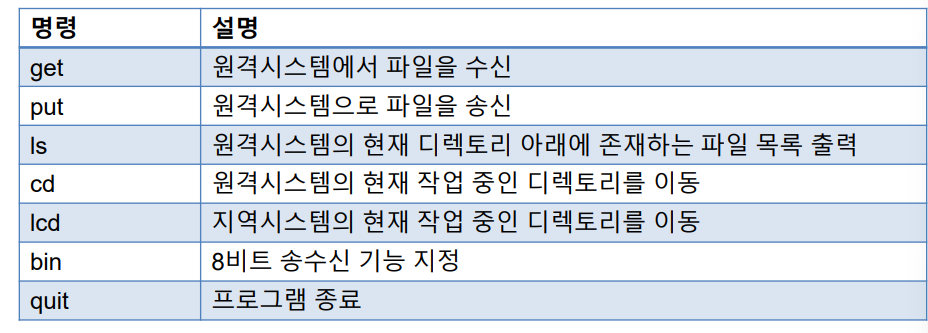 명령 설명
get 원격시스템에서 파일을 수신
put 원격시스템으로 파일을 송신
ls 원격시스템의 현재 디렉토리 아래에 존재하는 파일 목록 출력
cd 원격시스템의 현재 작업 중인 디렉토리를 이동
lcd 지역시스템의 현재 작업 중인 디렉토리를 이동
bin 8비트 송수신 기능 지정
quit 프로그램 종료